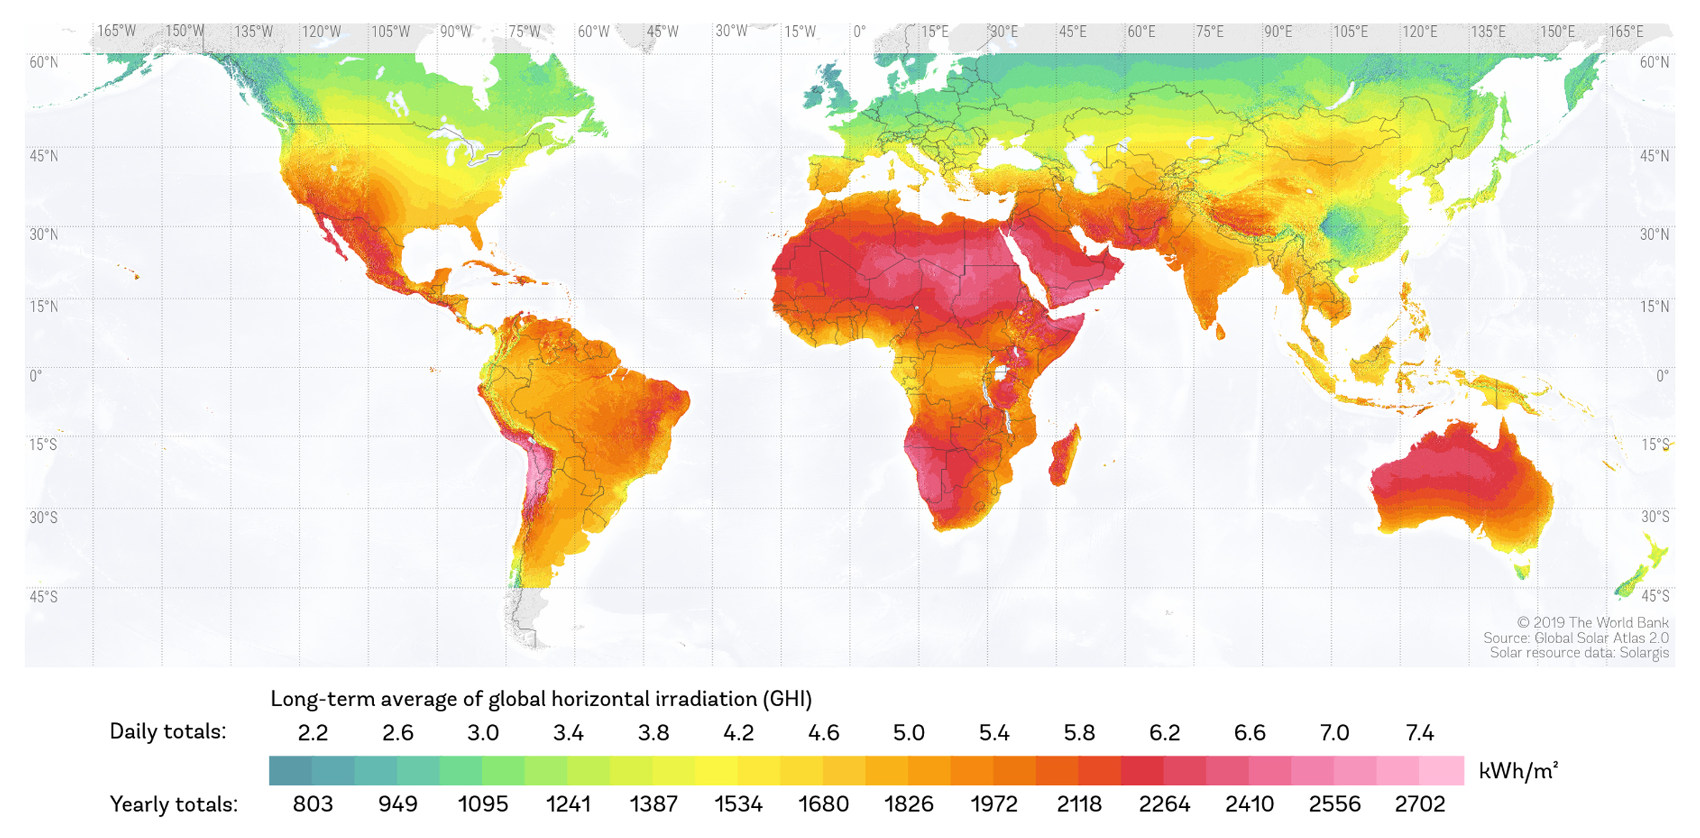 165°W 150°W 135°W 120°W 105°W 90°W 75°W 60°W 45°W 30°W 15°W 0° 15°E 30°E 45°E 60°E 75°E 90°E 105°E 120°E 135°E 150°E 165°E
60°N 60°N
45°N 45°N
30°N 30°N
15°N 15°N
0° 0°
15°S 15°S
30°S 30°S
45°S 45°S
© 2019 The World Bank
Source: Global Solar Atlas 2.0
Solar resource data: Solargis
Long-term average of global horizontal irradiation (GHI)
Daily totals: 2.2 2.6 3.0 3.4 3.8 4.2 4.6 5.0 5.4 5.8 6.2 6.6 7.0 7.4
kWh/m²
Yearly totals: 803 949 1095 1241 1387 1534 1680 1826 1972 2118 2264 2410 2556 2702